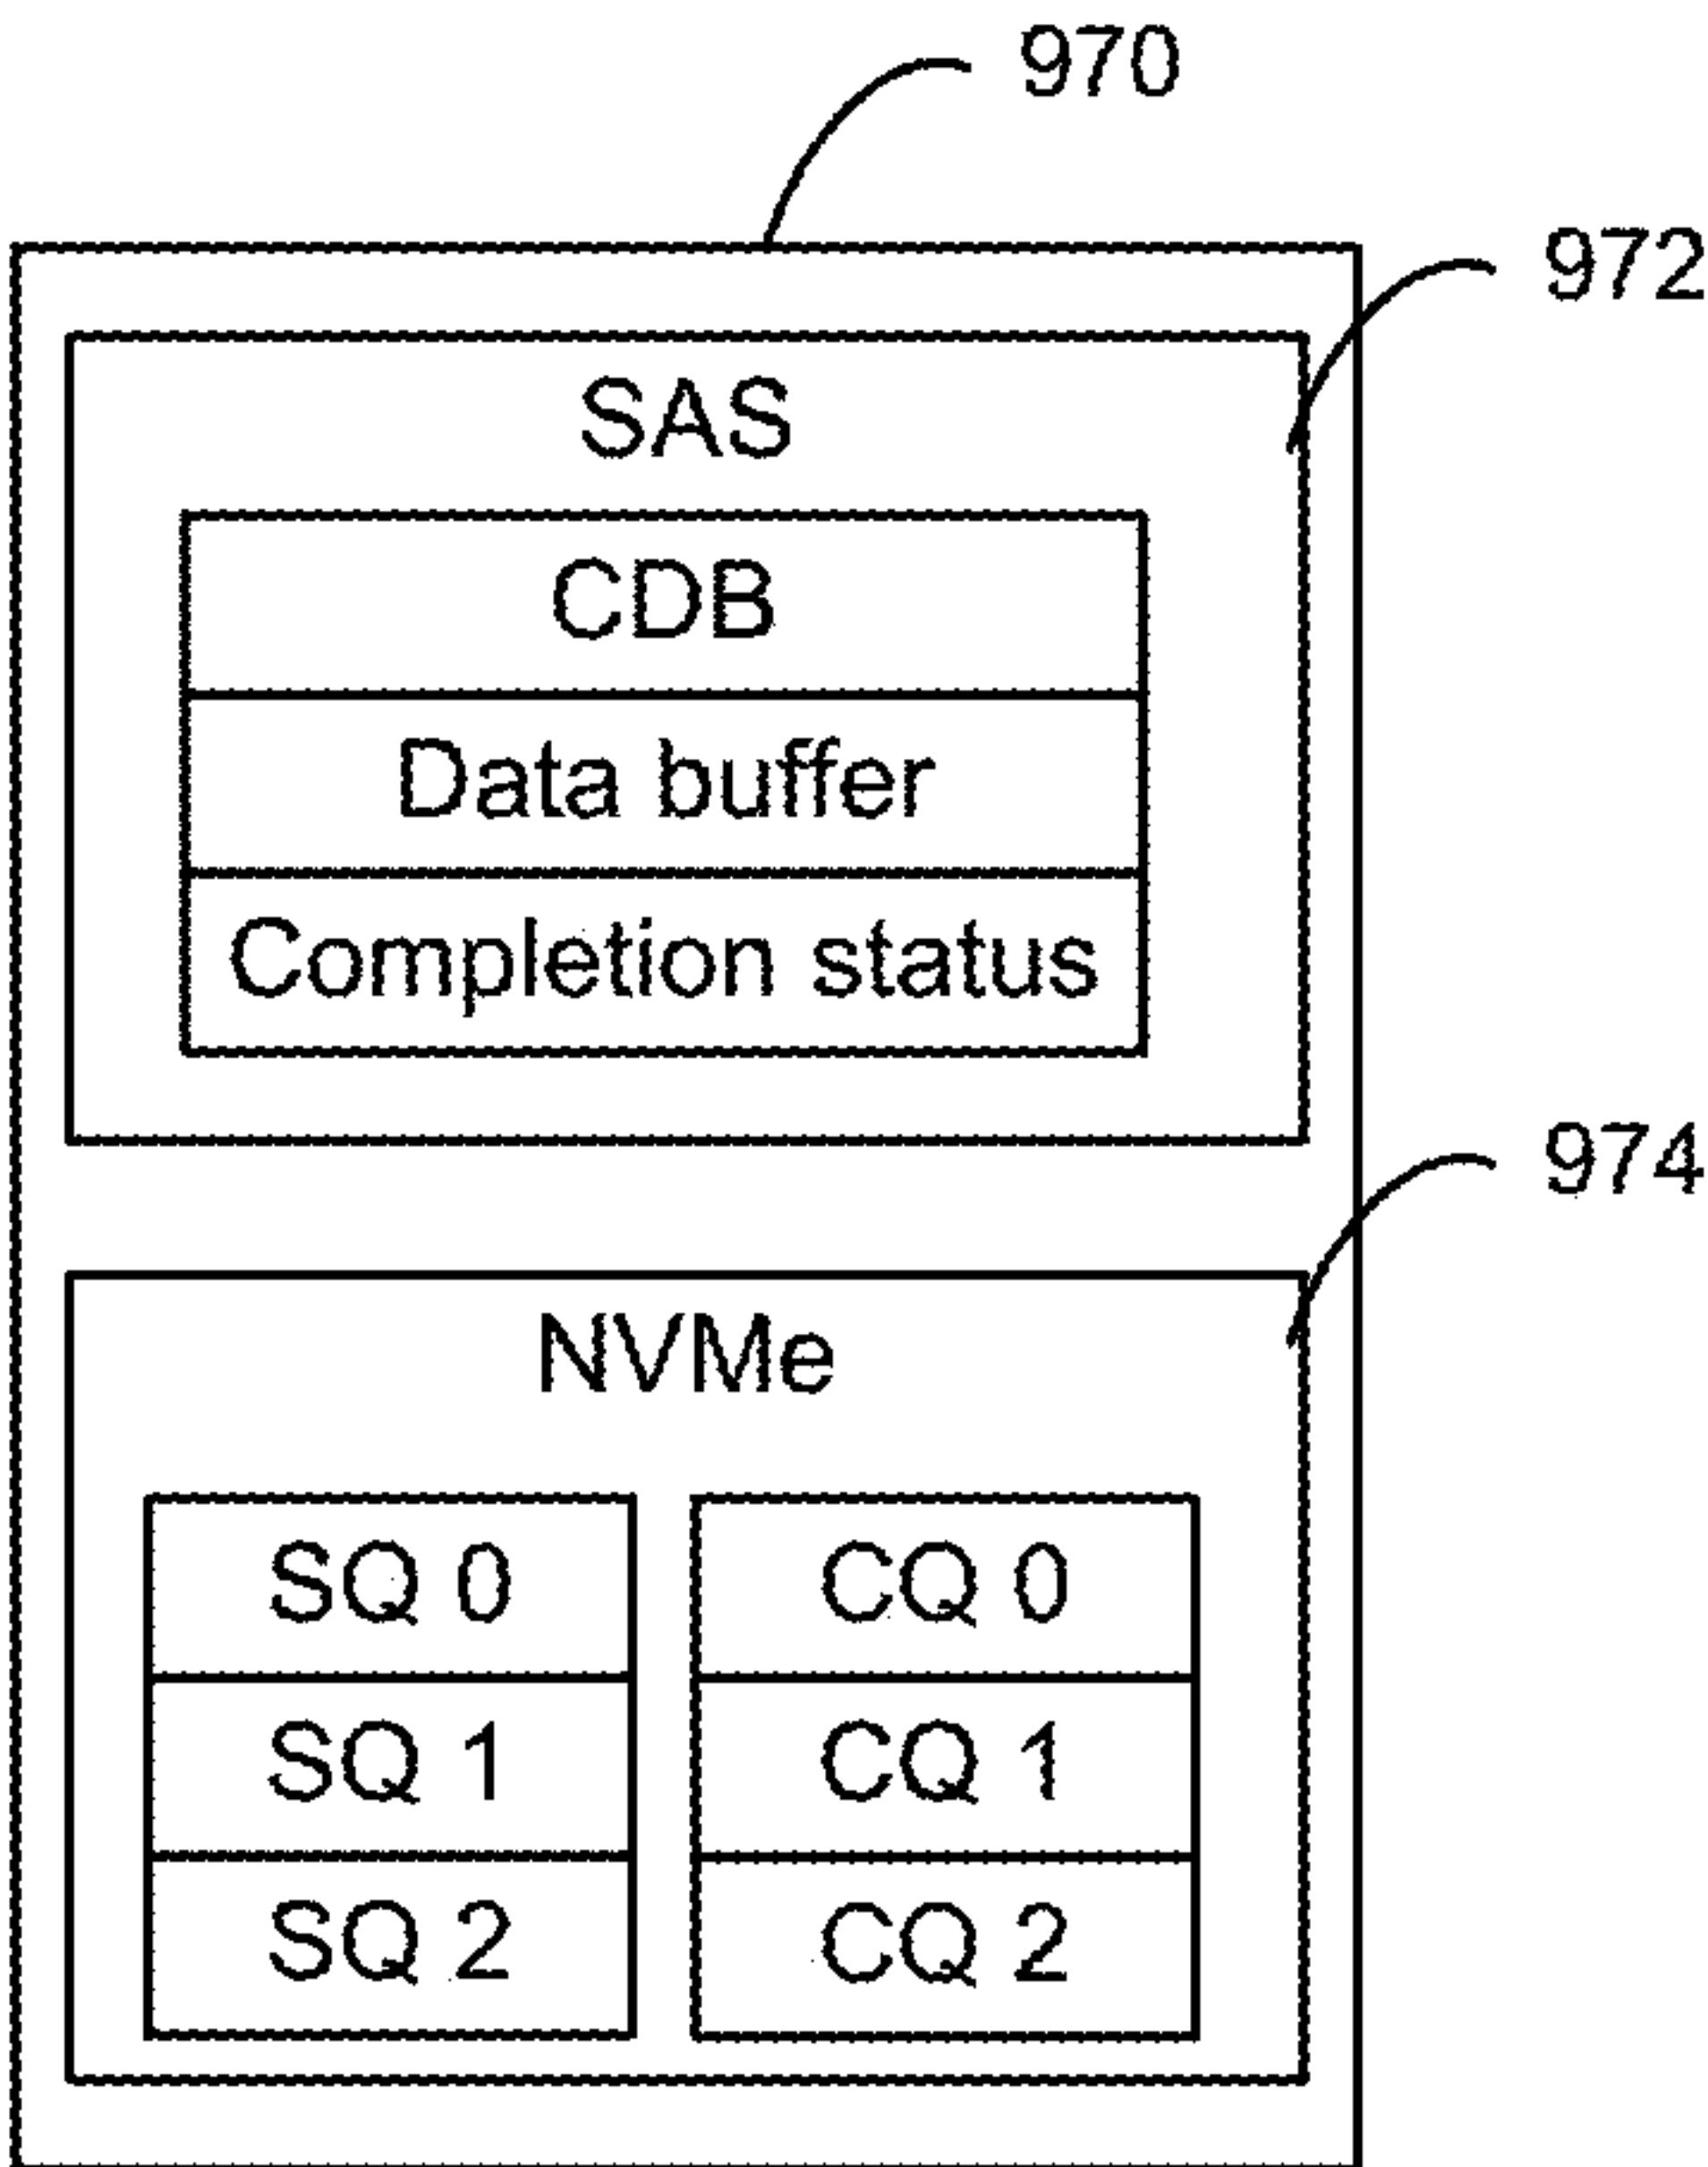 970
972
SAS
CDB
Data buffer
Completion status
974
NVMe
SQ 0 CQ 0
SQ 1 CQ 1
SQ 2 CQ 2